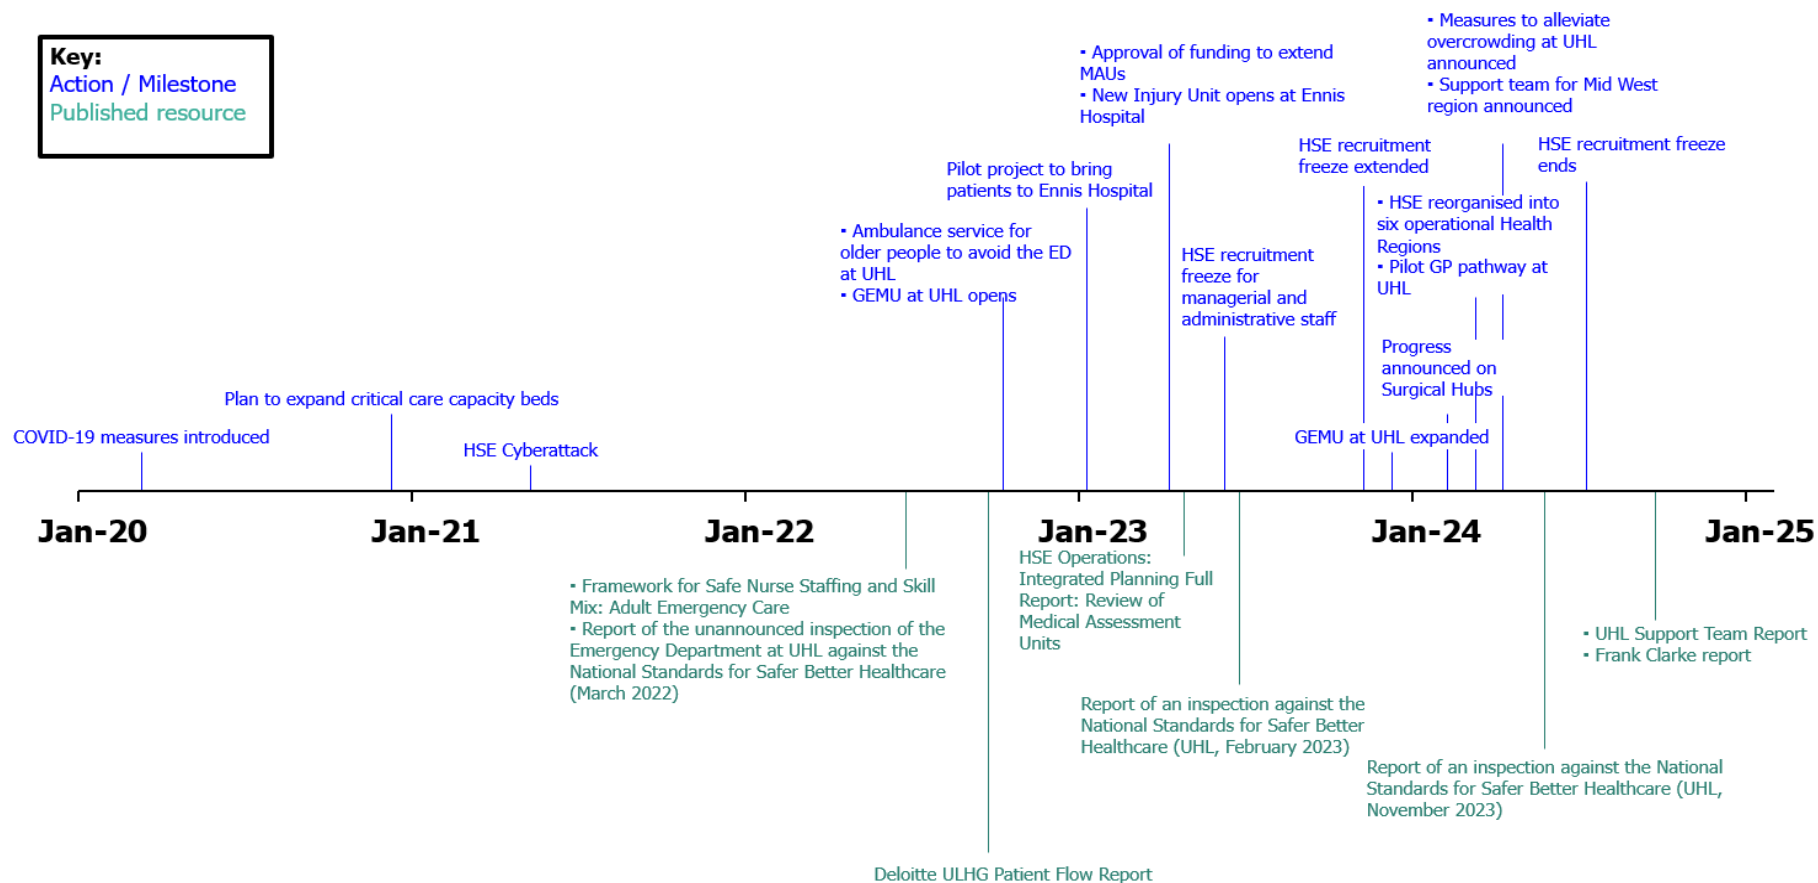 Key:
Action / Milestone
Published resource
▪ Measures to alleviate
overcrowding at UHL
announced
▪ Support team for Mid West
region announced
▪ Approval of funding to extend
MAUs
▪ New Injury Unit opens at Ennis
Hospital
HSE recruitment
freeze extended
HSE recruitment freeze
ends
Pilot project to bring
patients to Ennis Hospital
▪ HSE reorganised into
six operational Health
Regions
▪ Pilot GP pathway at
UHL
▪ Ambulance service for
older people to avoid the ED
at UHL
▪ GEMU at UHL opens
HSE recruitment
freeze for
managerial and
administrative staff
Progress
announced on
Surgical Hubs
Plan to expand critical care capacity beds
COVID-19 measures introduced
HSE Cyberattack
GEMU at UHL expanded
Jan-20
Jan-21
Jan-22
Jan-23
Jan-24
Jan-25
▪ Framework for Safe Nurse Staffing and Skill
Mix: Adult Emergency Care
▪ Report of the unannounced inspection of the
Emergency Department at UHL against the
National Standards for Safer Better Healthcare
(March 2022)
HSE Operations:
Integrated Planning Full
Report: Review of
Medical Assessment
Units
▪ UHL Support Team Report
▪ Frank Clarke report
Report of an inspection against the
National Standards for Safer Better
Healthcare (UHL, February 2023)
Report of an inspection against the National
Standards for Safer Better Healthcare (UHL,
November 2023)
Deloitte ULHG Patient Flow Report